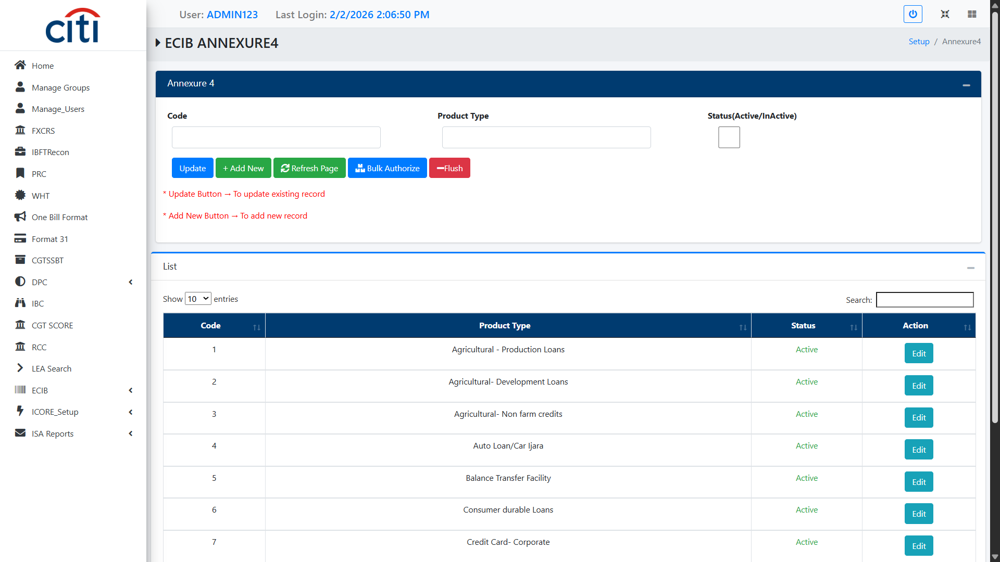 citi
User: ADMIN123 Last Login: 2/2/2026 2:06:50 PM
ECIB ANNEXURE4
Setup / Annexure4
Home
Manage Groups
Manage_Users
FXCRS
IBFTRecon
PRC
WHT
One Bill Format
Format 31
CGTSSBT
DPC
IBC
CGT SCORE
RCC
LEA Search
ECIB
ICORE_Setup
ISA Reports
Annexure 4
Code Product Type Status(Active/InActive)
Update + Add New Refresh Page Bulk Authorize Flush
* Update Button → To update existing record
* Add New Button → To add new record
List
Show 10 entries Search:
Code Product Type Status Action
1 Agricultural - Production Loans Active Edit
2 Agricultural- Development Loans Active Edit
3 Agricultural- Non farm credits Active Edit
4 Auto Loan/Car Ijara Active Edit
5 Balance Transfer Facility Active Edit
6 Consumer durable Loans Active Edit
7 Credit Card- Corporate Active Edit